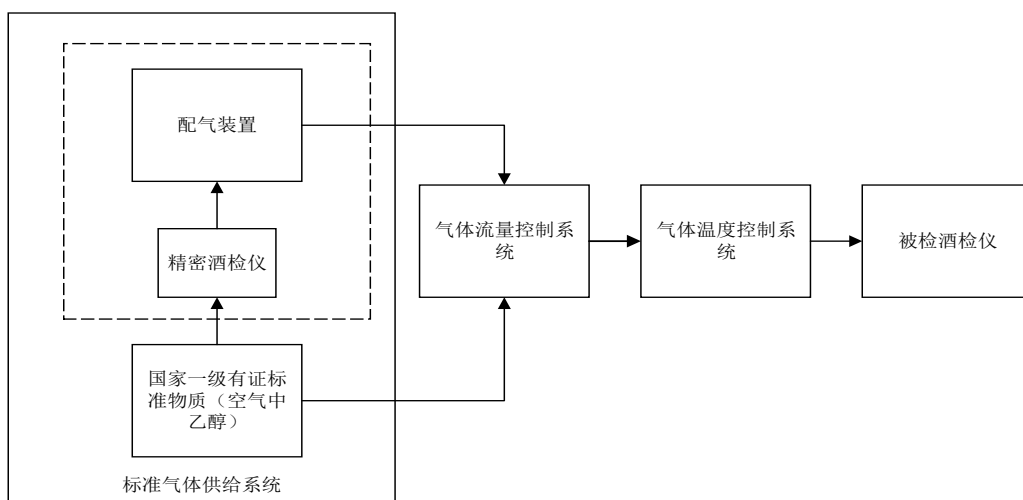 配气装置
精密酒检仪
国家一级有证标
准物质（空气中
乙醇）
标准气体供给系统
气体流量控制系
统
气体温度控制系
统
被检酒检仪